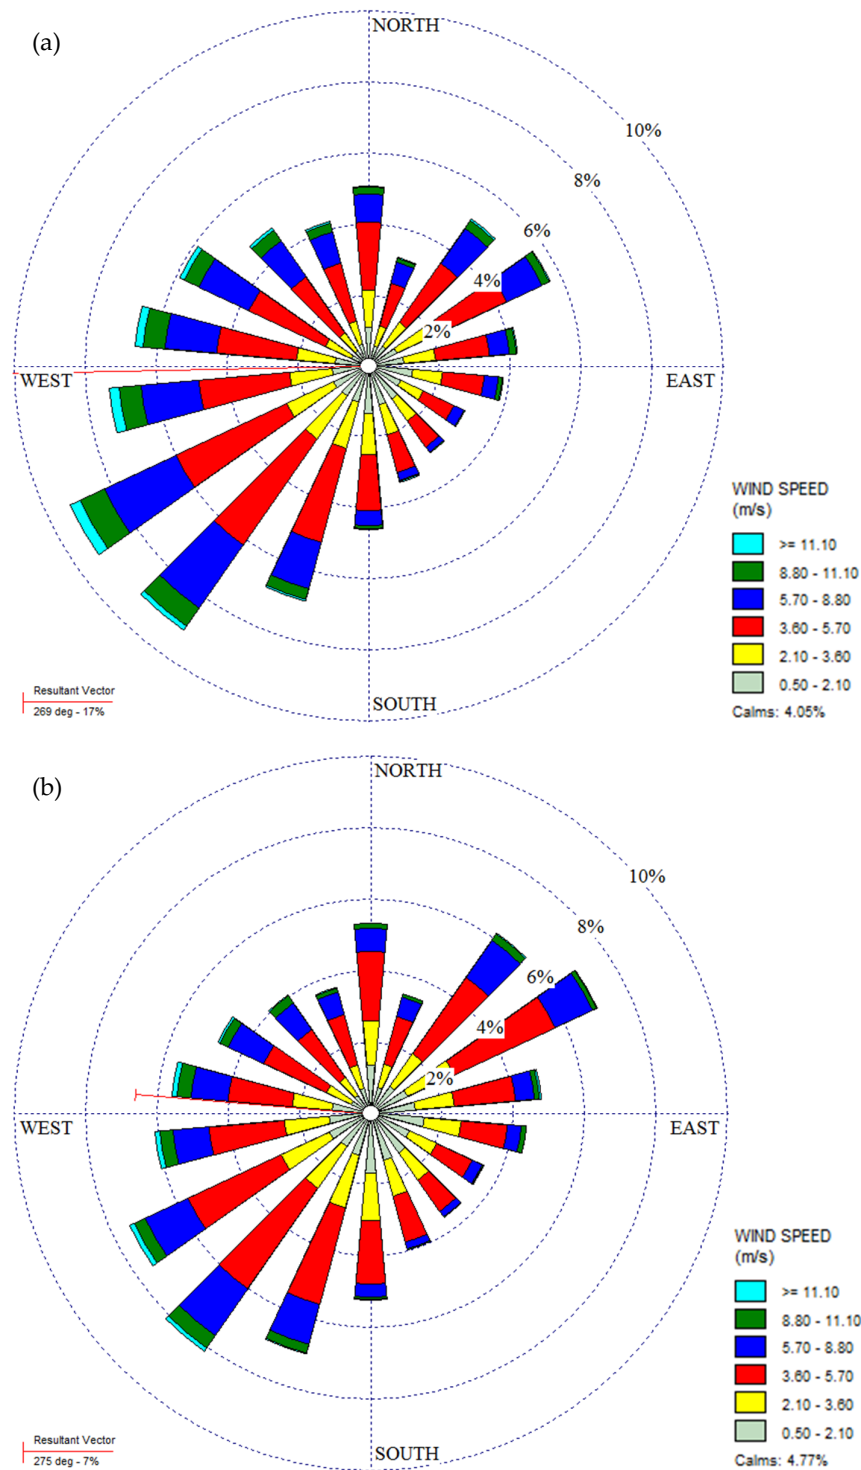 (a)
NORTH
10%
8%
6%
4%
2%
WEST
EAST
WIND SPEED
(m/s)
>= 11.10
8.80 - 11.10
5.70 - 8.80
3.60 - 5.70
2.10 - 3.60
0.50 - 2.10
Calms: 4.05%
SOUTH
Resultant Vector
269 deg - 17%
(b)
NORTH
10%
8%
6%
4%
2%
WEST
EAST
WIND SPEED
(m/s)
>= 11.10
8.80 - 11.10
5.70 - 8.80
3.60 - 5.70
2.10 - 3.60
0.50 - 2.10
Calms: 4.77%
SOUTH
Resultant Vector
275 deg - 7%